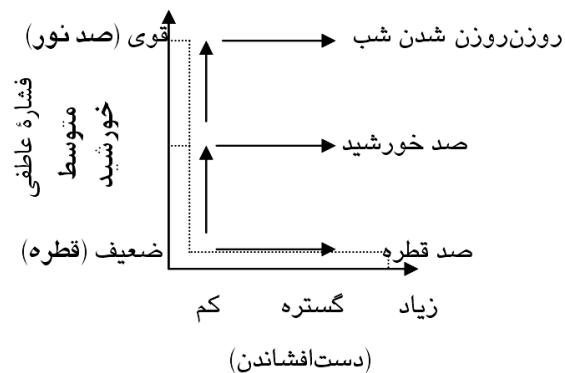 قوی (صد نور)
روزن‌روزن شدن شب
فشارهٔ عاطفی
متوسط
خورشید
صد خورشید
ضعیف (قطره)
صد قطره
کم گستره زیاد
(دست‌افشاندن)